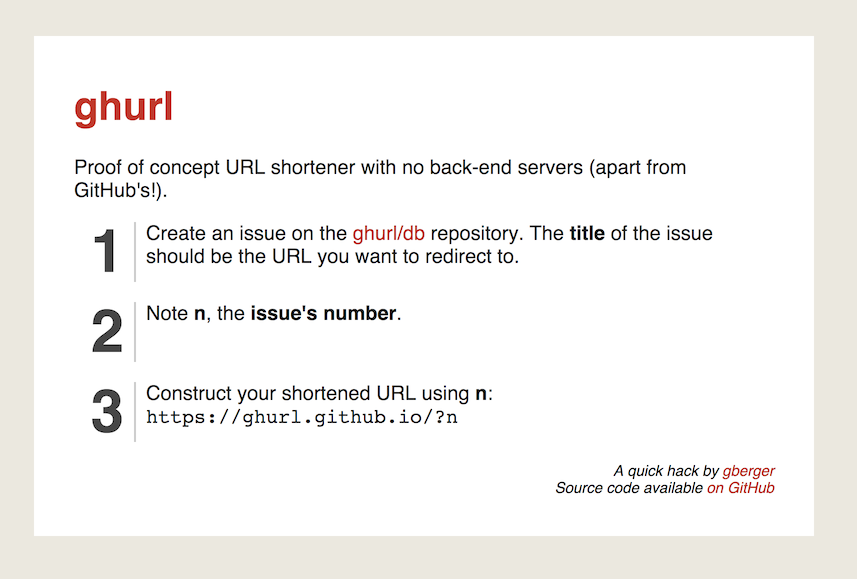 ghurl
Proof of concept URL shortener with no back-end servers (apart from
GitHub's!).
1
Create an issue on the ghurl/db repository. The title of the issue
should be the URL you want to redirect to.
2
Note n, the issue's number.
3
Construct your shortened URL using n:
https://ghurl.github.io/?n
A quick hack by gberger
Source code available on GitHub